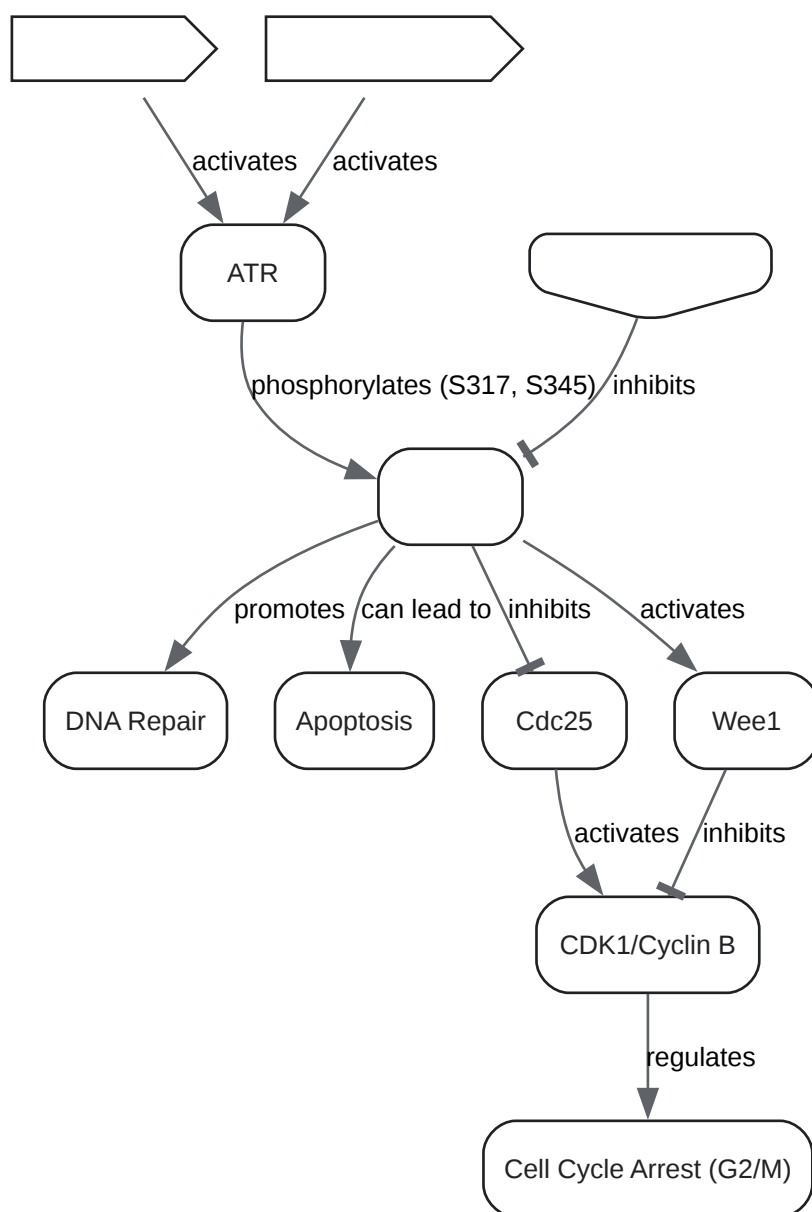 activates
activates
ATR
phosphorylates (S317, S345)
inhibits
promotes
can lead to
inhibits
activates
DNA Repair
Apoptosis
Cdc25
Wee1
activates
inhibits
CDK1/Cyclin B
regulates
Cell Cycle Arrest (G2/M)